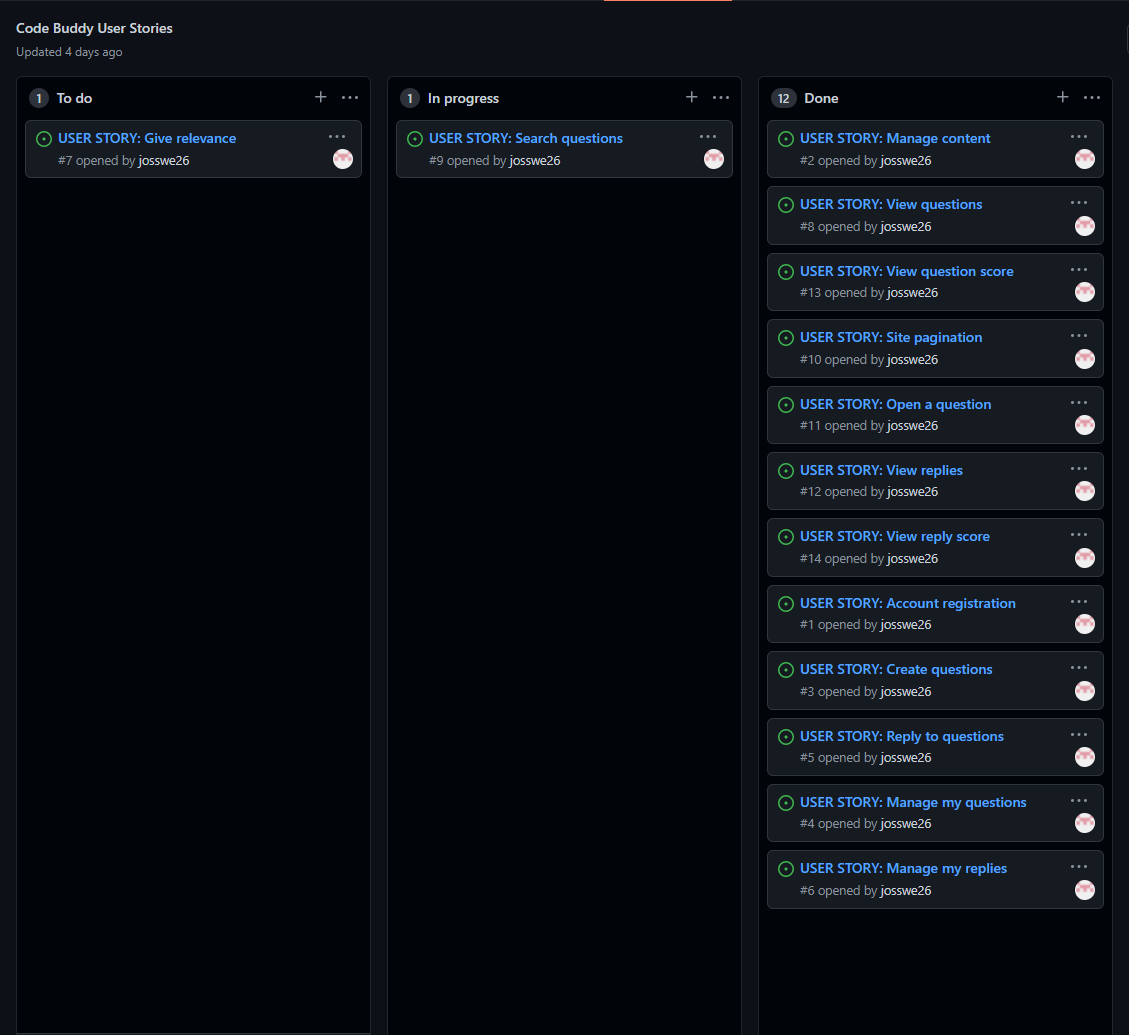 Code Buddy User Stories
Updated 4 days ago
1 To do
USER STORY: Give relevance
#7 opened by josswe26
1 In progress
USER STORY: Search questions
#9 opened by josswe26
12 Done
USER STORY: Manage content
#2 opened by josswe26
USER STORY: View questions
#8 opened by josswe26
USER STORY: View question score
#13 opened by josswe26
USER STORY: Site pagination
#10 opened by josswe26
USER STORY: Open a question
#11 opened by josswe26
USER STORY: View replies
#12 opened by josswe26
USER STORY: View reply score
#14 opened by josswe26
USER STORY: Account registration
#1 opened by josswe26
USER STORY: Create questions
#3 opened by josswe26
USER STORY: Reply to questions
#5 opened by josswe26
USER STORY: Manage my questions
#4 opened by josswe26
USER STORY: Manage my replies
#6 opened by josswe26